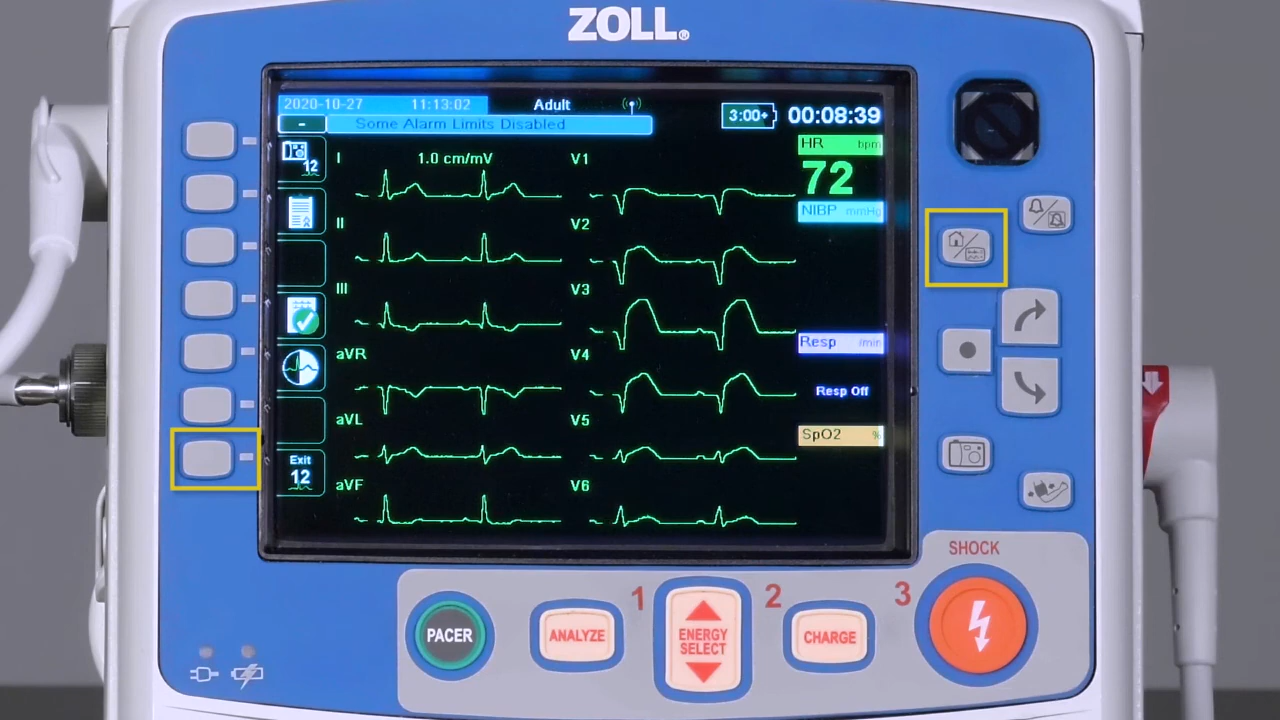 ZOLL®
2020-10-27 11:13:02 Adult 3:00+ 00:08:39
- Some Alarm Limits Disabled
HR bpm
72
NIBP mmHg
Resp /min
Resp Off
SpO2 %
12
Exit
12
I 1.0 cm/mV V1
II V2
III V3
aVR V4
aVL V5
aVF V6
SHOCK
1 2 3
PACER
ANALYZE
ENERGY
SELECT
CHARGE